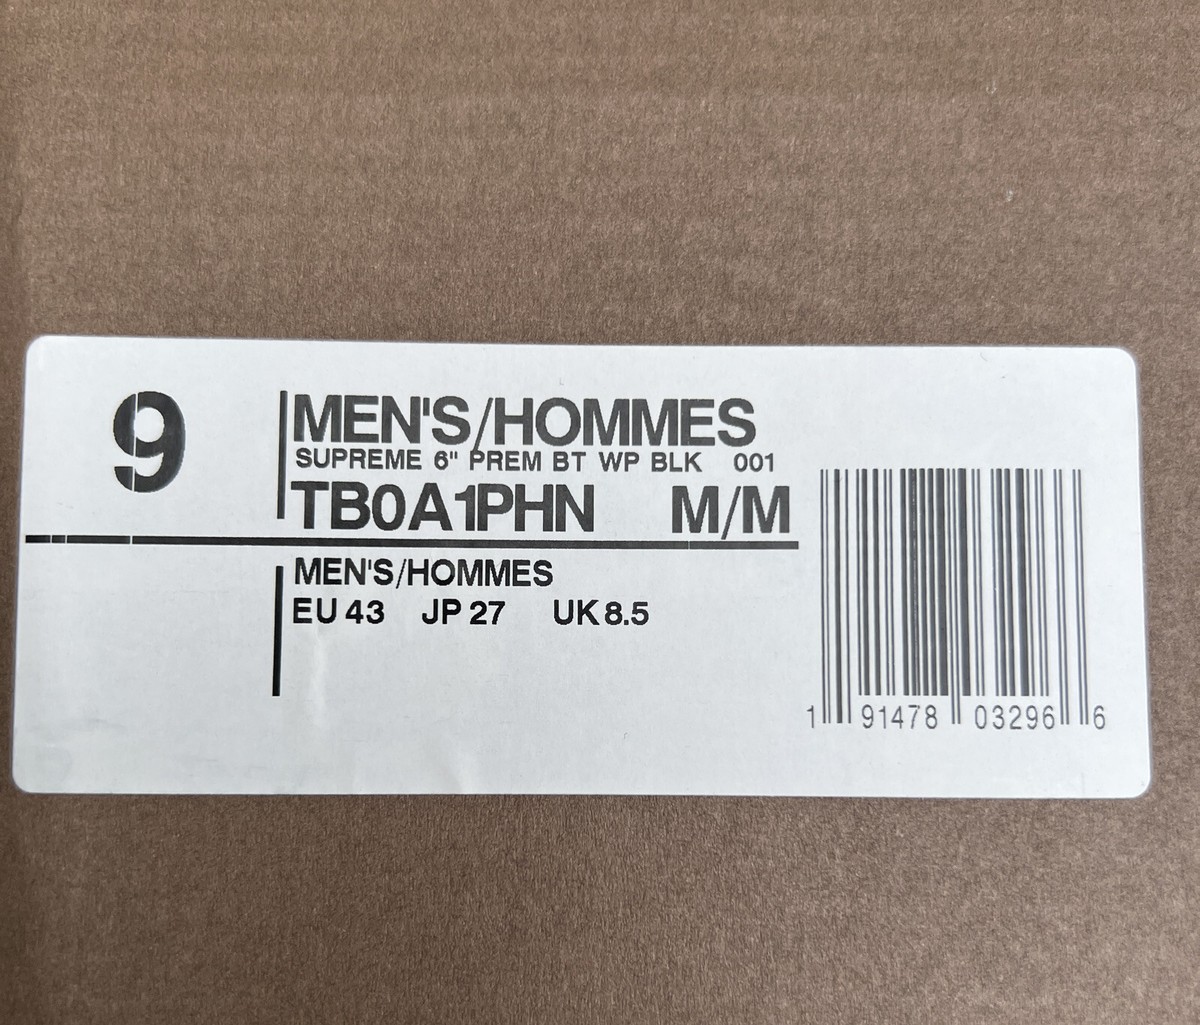 9
MEN'S/HOMMES
SUPREME 6" PREM BT WP BLK 001
TB0A1PHN M/M
MEN'S/HOMMES
EU 43 JP 27 UK 8.5
1 91478 03296 6